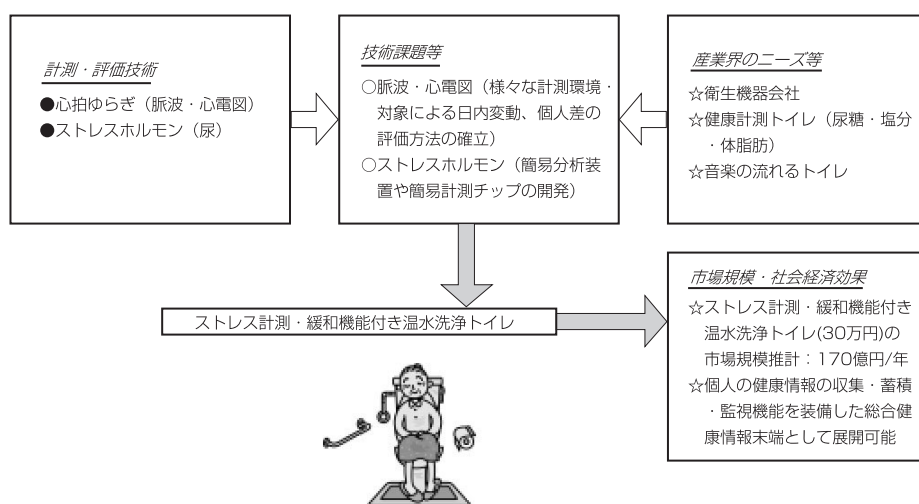 計測・評価技術
●心拍ゆらぎ（脈波・心電図）
●ストレスホルモン（尿）
技術課題等
○脈波・心電図（様々な計測環境・
対象による日内変動、個人差の
評価方法の確立）
○ストレスホルモン（簡易分析装
置や簡易計測チップの開発）
産業界のニーズ等
☆衛生機器会社
☆健康計測トイレ（尿糖・塩分
・体脂肪）
☆音楽の流れるトイレ
ストレス計測・緩和機能付き温水洗浄トイレ
市場規模・社会経済効果
☆ストレス計測・緩和機能付き
温水洗浄トイレ(30万円)の
市場規模推計：170億円/年
☆個人の健康情報の収集・蓄積
・監視機能を装備した総合健
康情報末端として展開可能